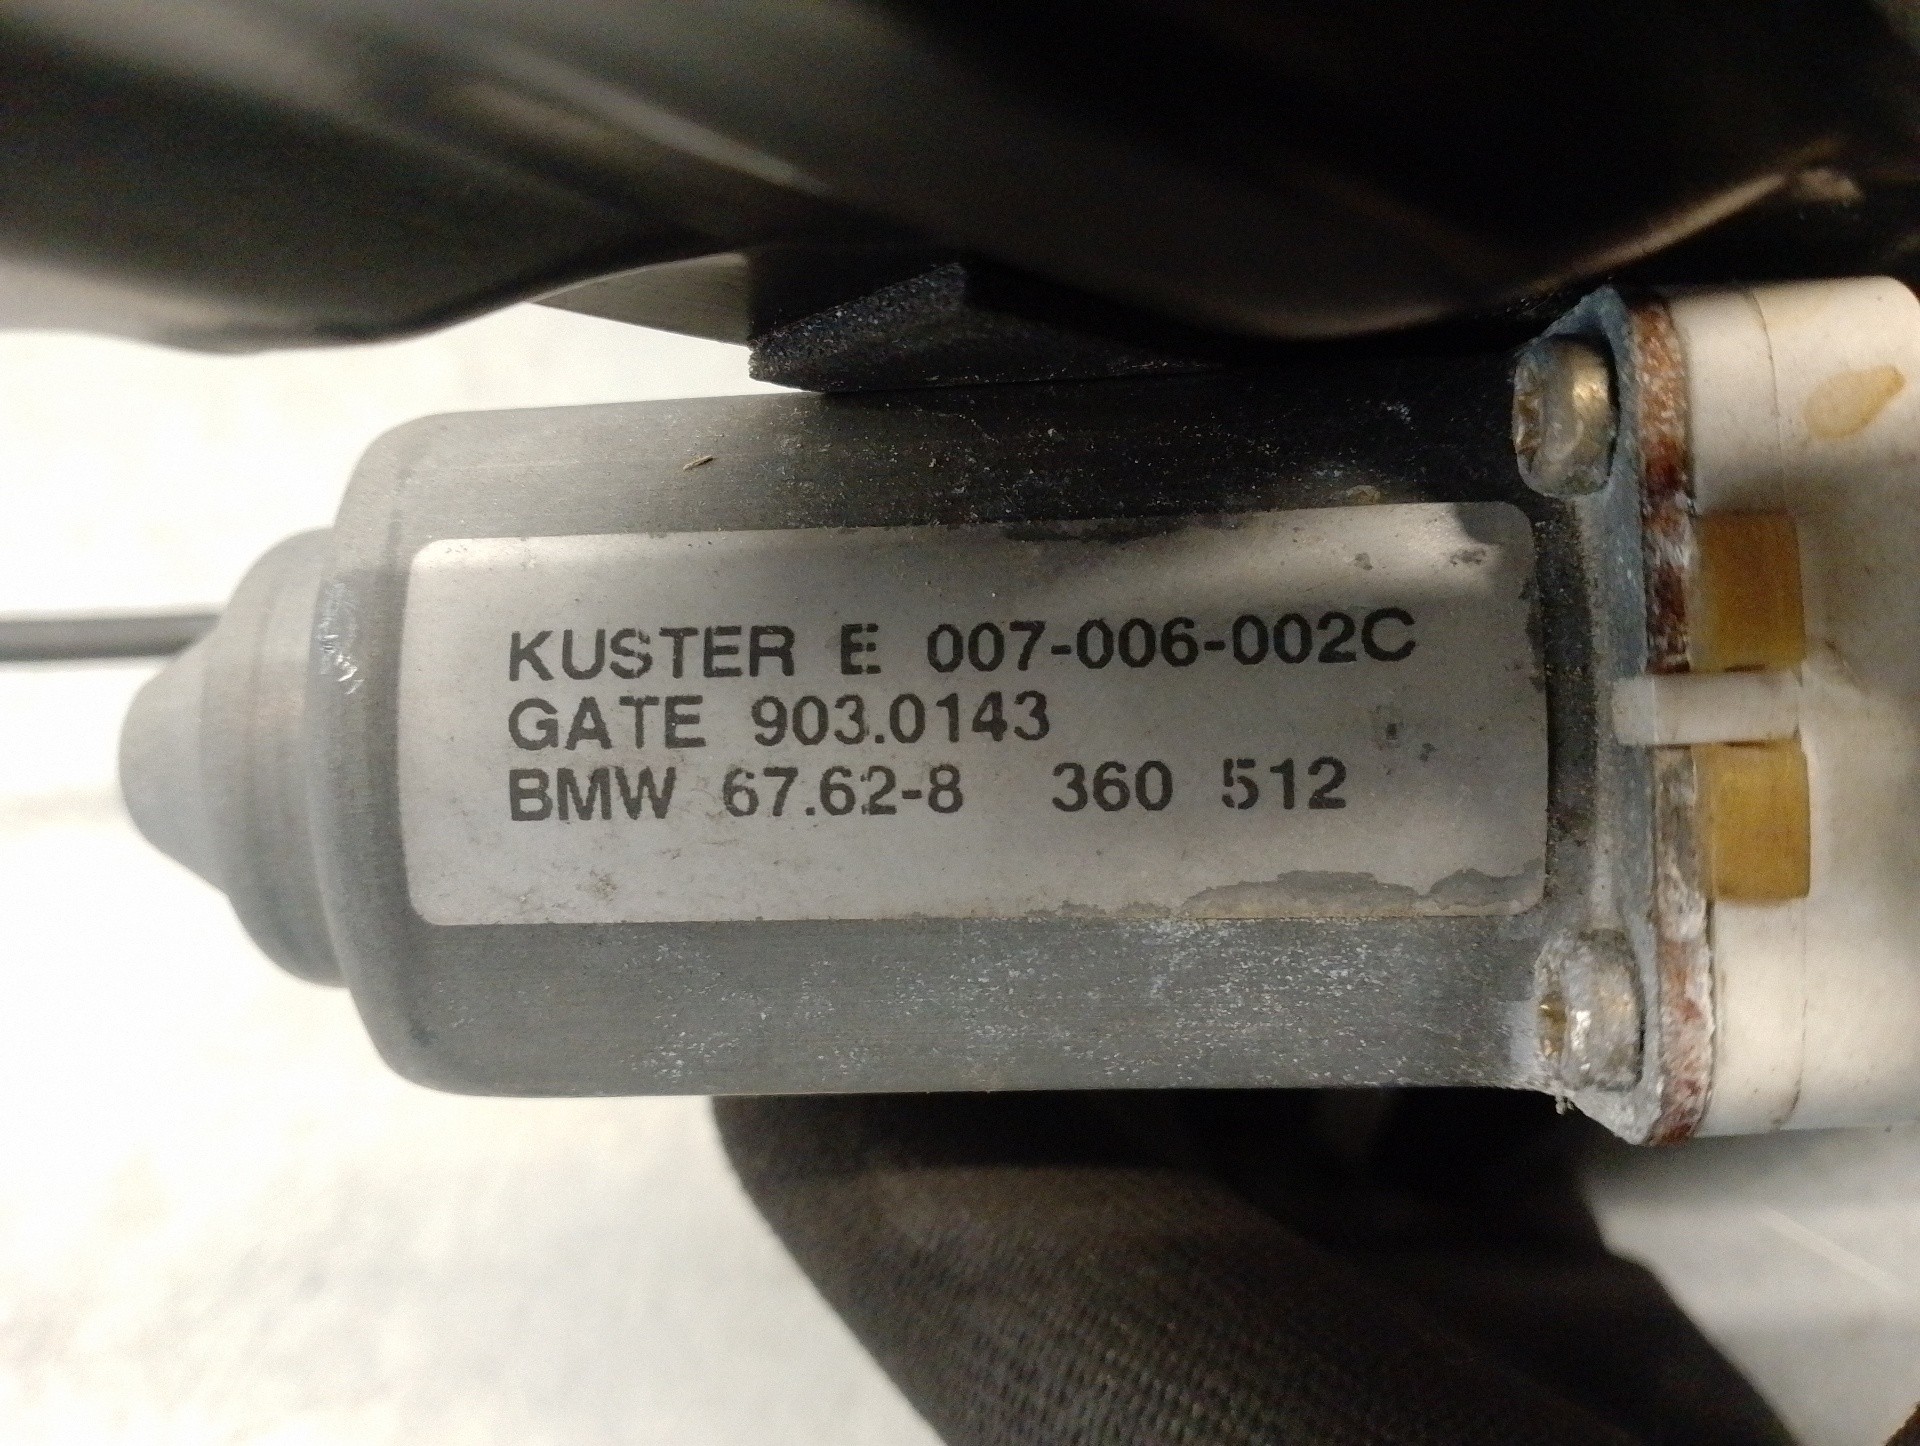 KUSTER E 007-006-002C
GATE 903.0143
BMW 67.62-8 360 512